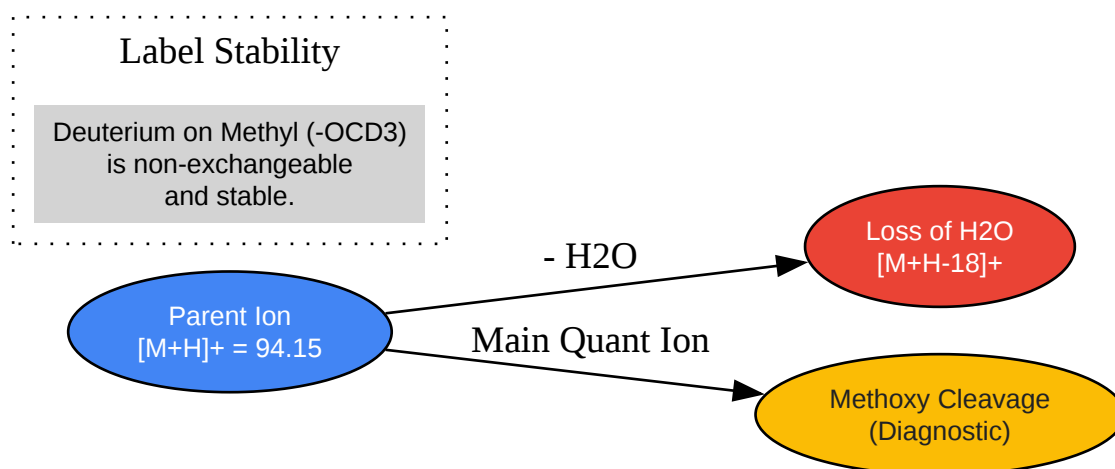 Label Stability
Deuterium on Methyl (-OCD3)
is non-exchangeable
and stable.
- H2O
Loss of H2O
[M+H-18]+
Parent Ion
[M+H]+ = 94.15
Main Quant Ion
Methoxy Cleavage
(Diagnostic)